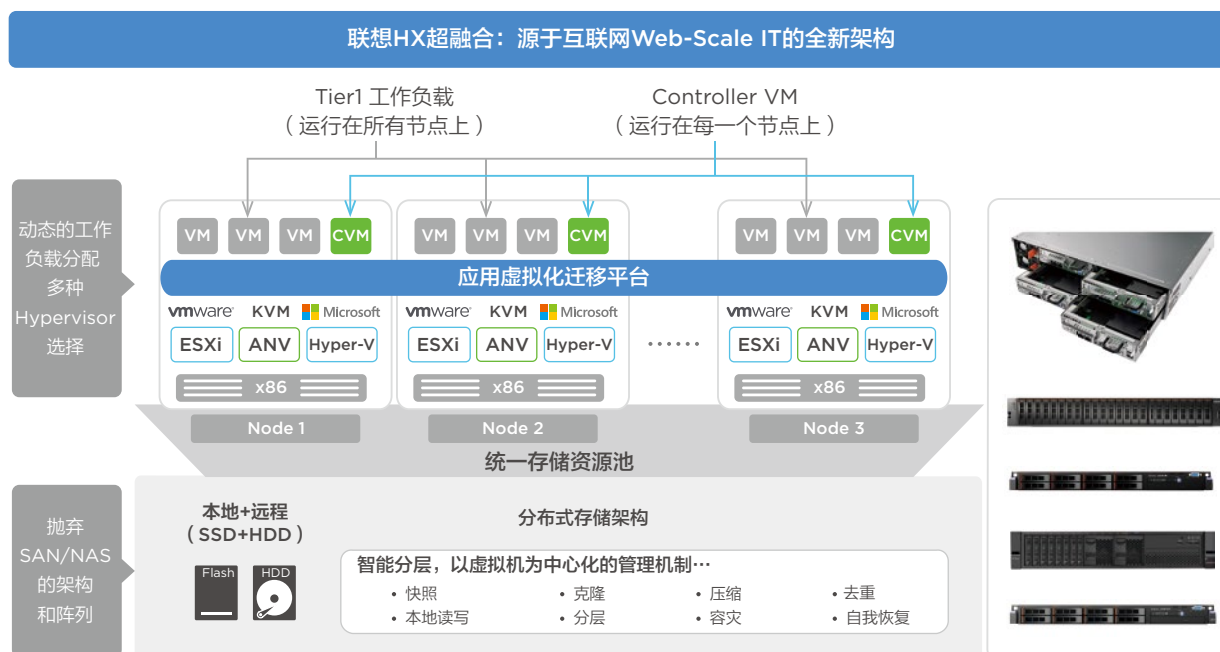 联想HX超融合：源于互联网Web-Scale IT的全新架构
Tier1 工作负载
（运行在所有节点上）
Controller VM
（运行在每一个节点上）
动态的工作
负载分配
多种
Hypervisor
选择
VM VM VM CVM
VM VM VM CVM
VM VM VM CVM
应用虚拟化迁移平台
vmware KVM Microsoft
ESXi ANV Hyper-V
x86
Node 1
vmware KVM Microsoft
ESXi ANV Hyper-V
x86
Node 2
······
vmware KVM Microsoft
ESXi ANV Hyper-V
x86
Node 3
统一存储资源池
抛弃
SAN/NAS
的架构
和阵列
本地+远程
（SSD+HDD）
Flash HDD
分布式存储架构
智能分层，以虚拟机为中心化的管理机制…
• 快照 • 克隆 • 压缩 • 去重
• 本地读写 • 分层 • 容灾 • 自我恢复